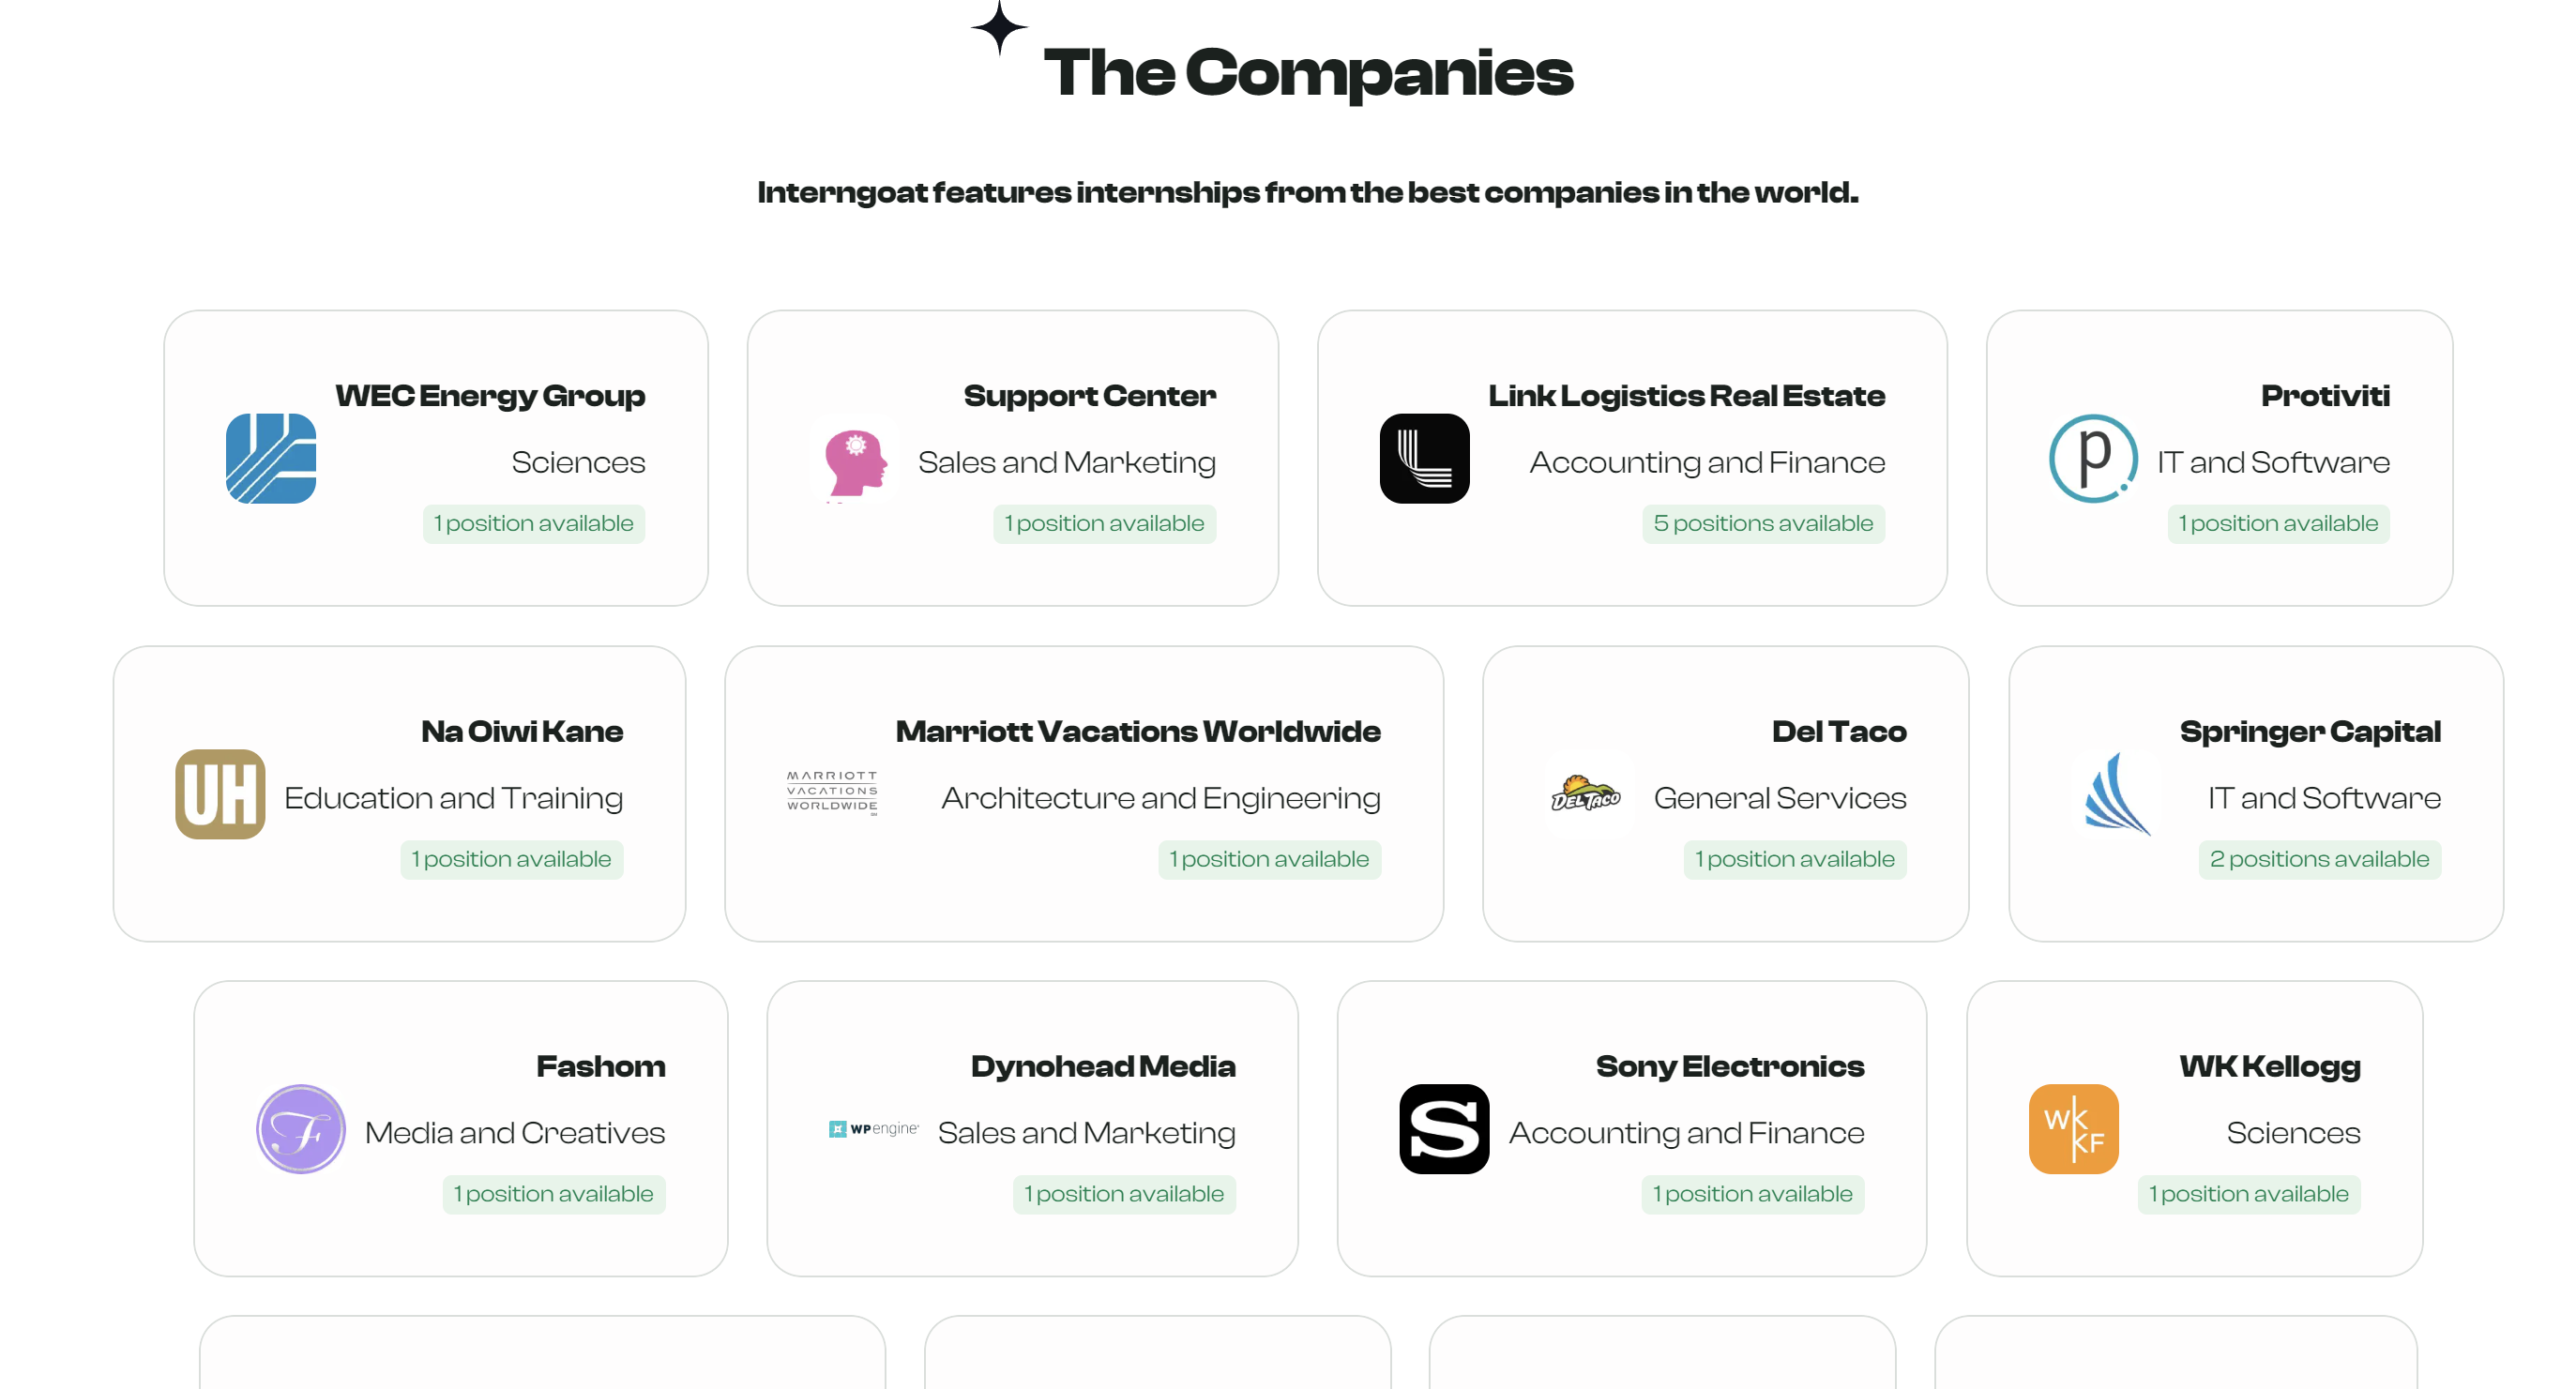 The Companies
Interngoat features internships from the best companies in the world.
WEC Energy Group
Sciences
1 position available
Support Center
Sales and Marketing
1 position available
Link Logistics Real Estate
Accounting and Finance
5 positions available
p
Protiviti
IT and Software
1 position available
UH
Na Oiwi Kane
Education and Training
1 position available
MARRIOTT
VACATIONS
WORLDWIDE
Marriott Vacations Worldwide
Architecture and Engineering
1 position available
DEL TACO
Del Taco
General Services
1 position available
Springer Capital
IT and Software
2 positions available
F
Fashom
Media and Creatives
1 position available
WP engine
Dynohead Media
Sales and Marketing
1 position available
S
Sony Electronics
Accounting and Finance
1 position available
WK
KF
WK Kellogg
Sciences
1 position available